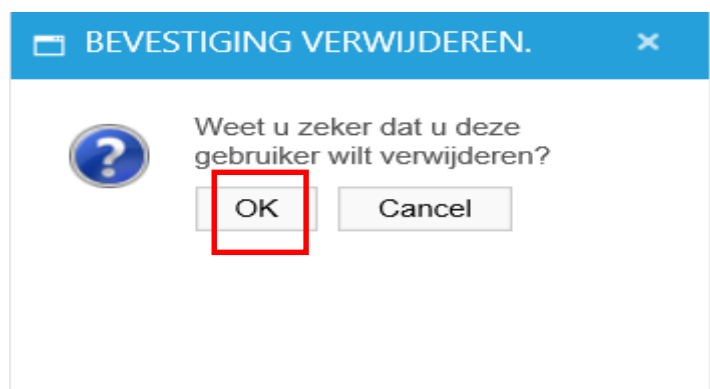 BEVESTIGING VERWIJDEREN.
Weet u zeker dat u deze
gebruiker wilt verwijderen?
OK Cancel